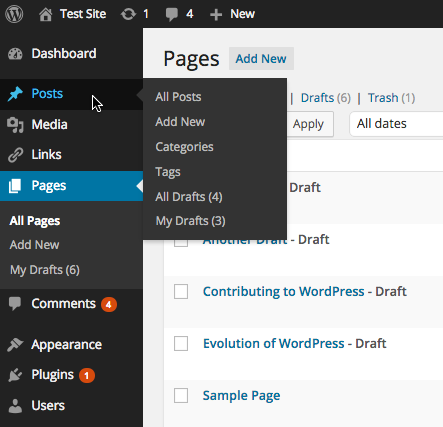 Test Site 1 4 + New
Dashboard
Posts
Media
Links
Pages
All Pages
Add New
My Drafts (6)
Comments 4
Appearance
Plugins 1
Users
All Posts
Add New
Categories
Tags
All Drafts (4)
My Drafts (3)
Pages Add New
| Drafts (6) | Trash (1)
Apply All dates
- Draft
Another Draft - Draft
Contributing to WordPress - Draft
Evolution of WordPress - Draft
Sample Page